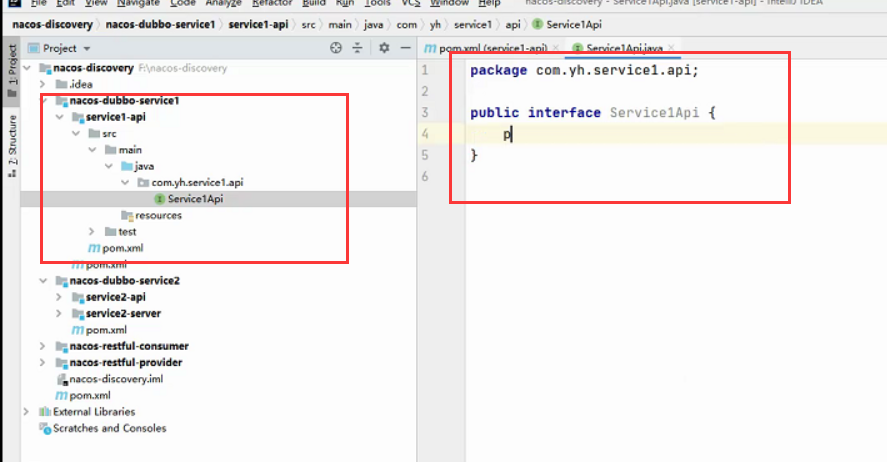 File Edit View Navigate Code Analyze Refactor Build Run Tools VCS Window Help nacos-discovery - Service1Api.java [service1-api] - IntelliJ IDEA
nacos-discovery nacos-dubbo-service1 service1-api src main java com yh service1 api Service1Api
1: Project
7: Structure
Project
nacos-discovery F:\nacos-discovery
.idea
nacos-dubbo-service1
service1-api
src
main
java
com.yh.service1.api
Service1Api
resources
test
pom.xml
pom.xml
nacos-dubbo-service2
service2-api
service2-server
pom.xml
nacos-restful-consumer
nacos-restful-provider
nacos-discovery.iml
pom.xml
External Libraries
Scratches and Consoles
pom.xml (service1-api) Service1Api.java
1 package com.yh.service1.api;
2
3 public interface Service1Api {
4 p
5 }
6